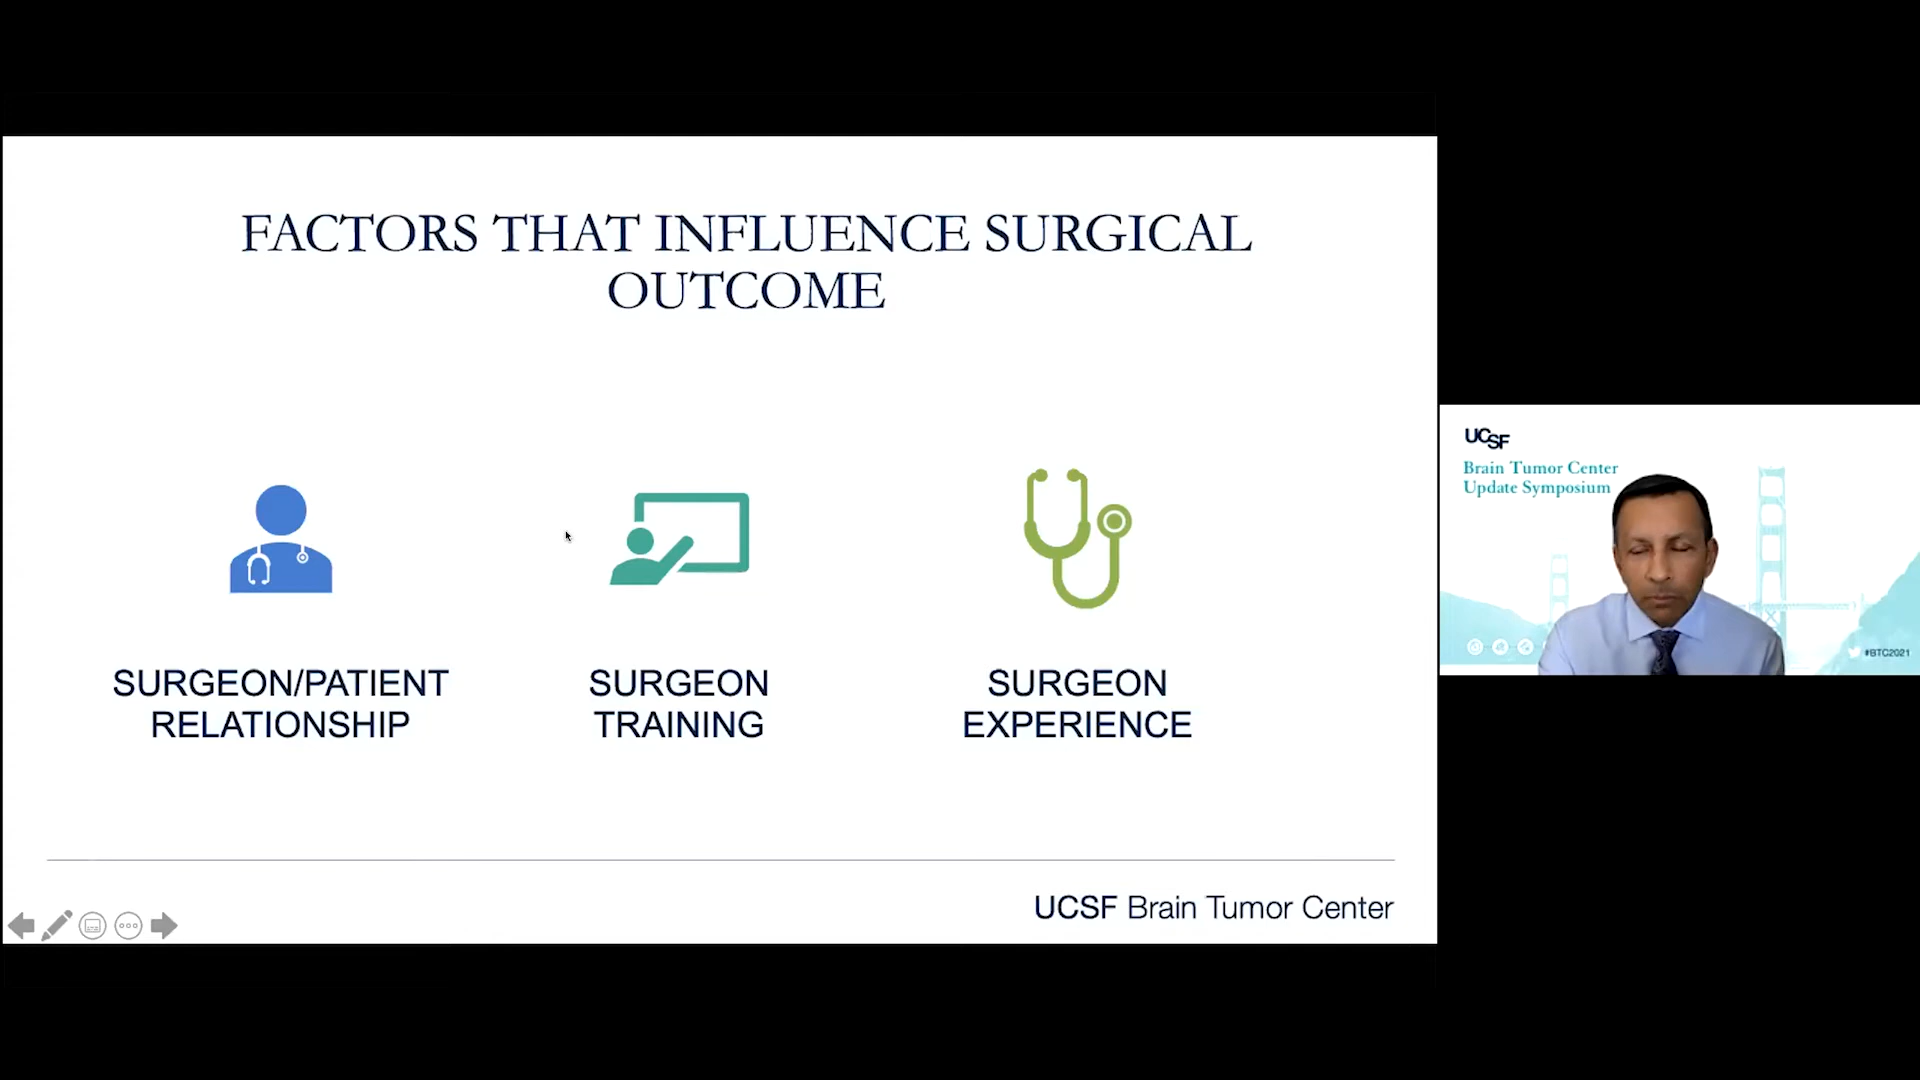 FACTORS THAT INFLUENCE SURGICAL
OUTCOME
SURGEON/PATIENT
RELATIONSHIP
SURGEON
TRAINING
SURGEON
EXPERIENCE
UCSF Brain Tumor Center
UCSF
Brain Tumor Center
Update Symposium
#BTC2021